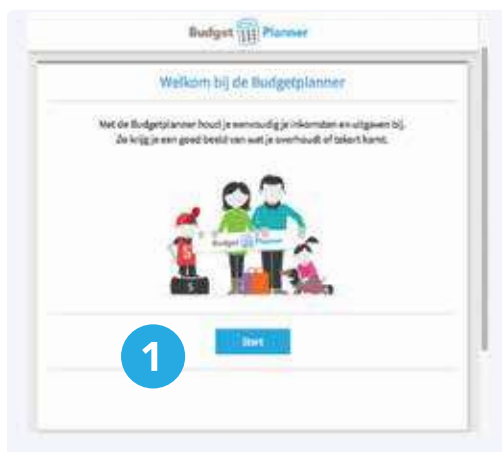 Budget Planner
Welkom bij de Budgetplanner
Met de Budgetplanner houd je eenvoudig je inkomsten en uitgaven bij.
Zo krijg je een goed beeld van wat je overhoudt of tekort komt.
Budget Planner
S
S
1
Start